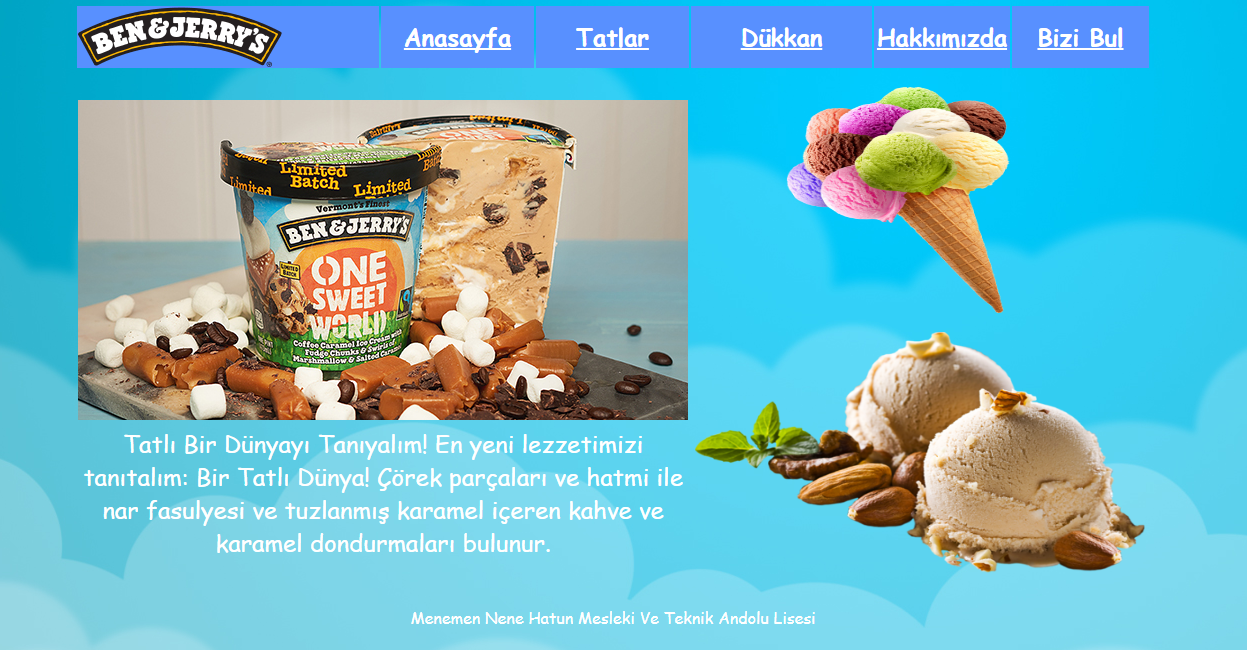 BEN & JERRY'S
Anasayfa
Tatlar
Dükkan
Hakkımızda
Bizi Bul
Limited Batch
Limited Batch
Limited
Vermont's Finest
BEN & JERRY'S
LIMITED BATCH
ONE
SWEET
WORLD
Coffee Caramel Ice Cream with
Fudge Chunks & Swirls of
Marshmallow & Salted Caramel
Tatlı Bir Dünyayı Tanıyalım! En yeni lezzetimizi
tanıtalım: Bir Tatlı Dünya! Çörek parçaları ve hatmi ile
nar fasulyesi ve tuzlanmış karamel içeren kahve ve
karamel dondurmaları bulunur.
Menemen Nene Hatun Mesleki Ve Teknik Andolu Lisesi